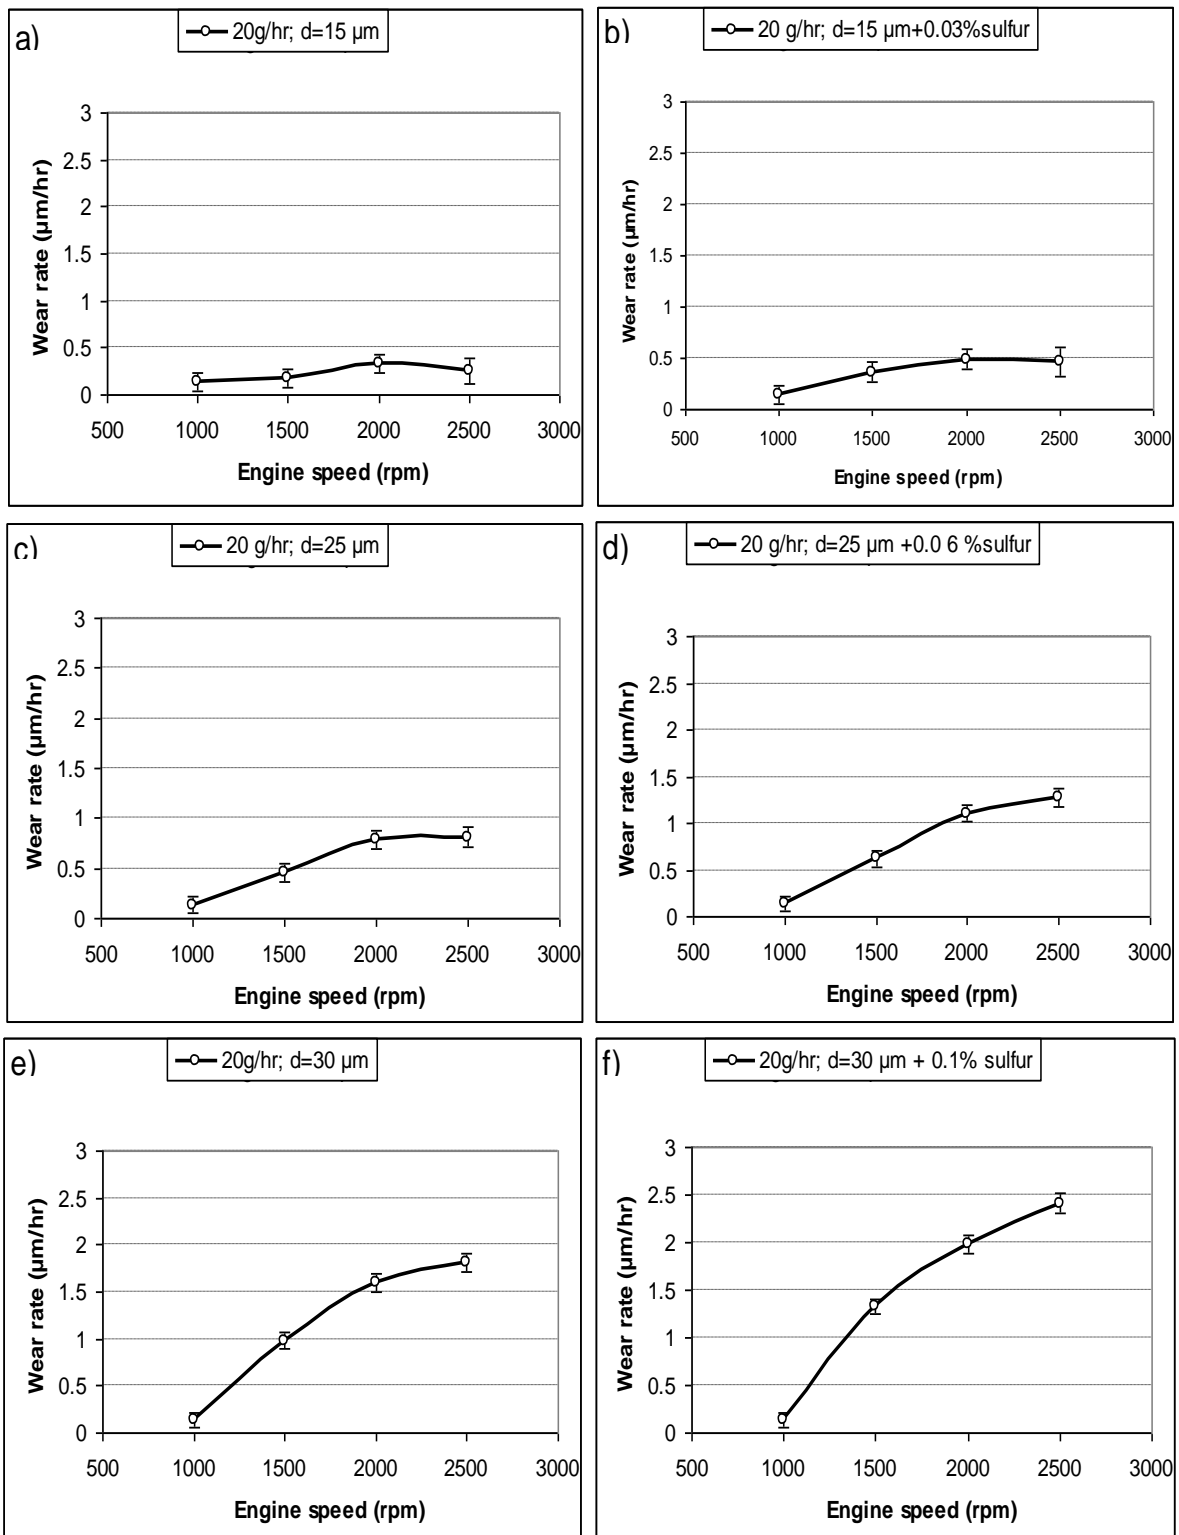 a)
20g/hr; d=15 µm
3
2.5
2
1.5
1
0.5
0
Wear rate (µm/hr)
500 1000 1500 2000 2500 3000
Engine speed (rpm)
b)
20 g/hr; d=15 µm+0.03%sulfur
3
2.5
2
1.5
1
0.5
0
Wear rate (µm/hr)
500 1000 1500 2000 2500 3000
Engine speed (rpm)
c)
20 g/hr; d=25 µm
3
2.5
2
1.5
1
0.5
0
Wear rate (µm/hr)
500 1000 1500 2000 2500 3000
Engine speed (rpm)
d)
20 g/hr; d=25 µm +0.0 6 %sulfur
3
2.5
2
1.5
1
0.5
0
Wear rate (µm/hr)
500 1000 1500 2000 2500 3000
Engine speed (rpm)
e)
20g/hr; d=30 µm
3
2.5
2
1.5
1
0.5
0
Wear rate (µm/hr)
500 1000 1500 2000 2500 3000
Engine speed (rpm)
f)
20g/hr; d=30 µm + 0.1% sulfur
3
2.5
2
1.5
1
0.5
0
Wear rate (µm/hr)
500 1000 1500 2000 2500 3000
Engine speed (rpm)